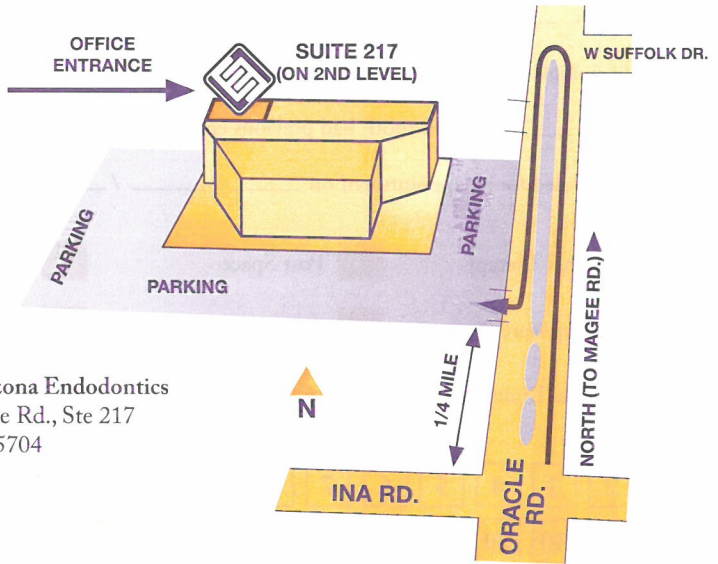 OFFICE
ENTRANCE
SUITE 217
(ON 2ND LEVEL)
W SUFFOLK DR.
PARKING
PARKING
PARKING
NORTH (TO MAGEE RD.)
1/4 MILE
N
zona Endodontics
e Rd., Ste 217
5704
INA RD.
ORACLE
RD.